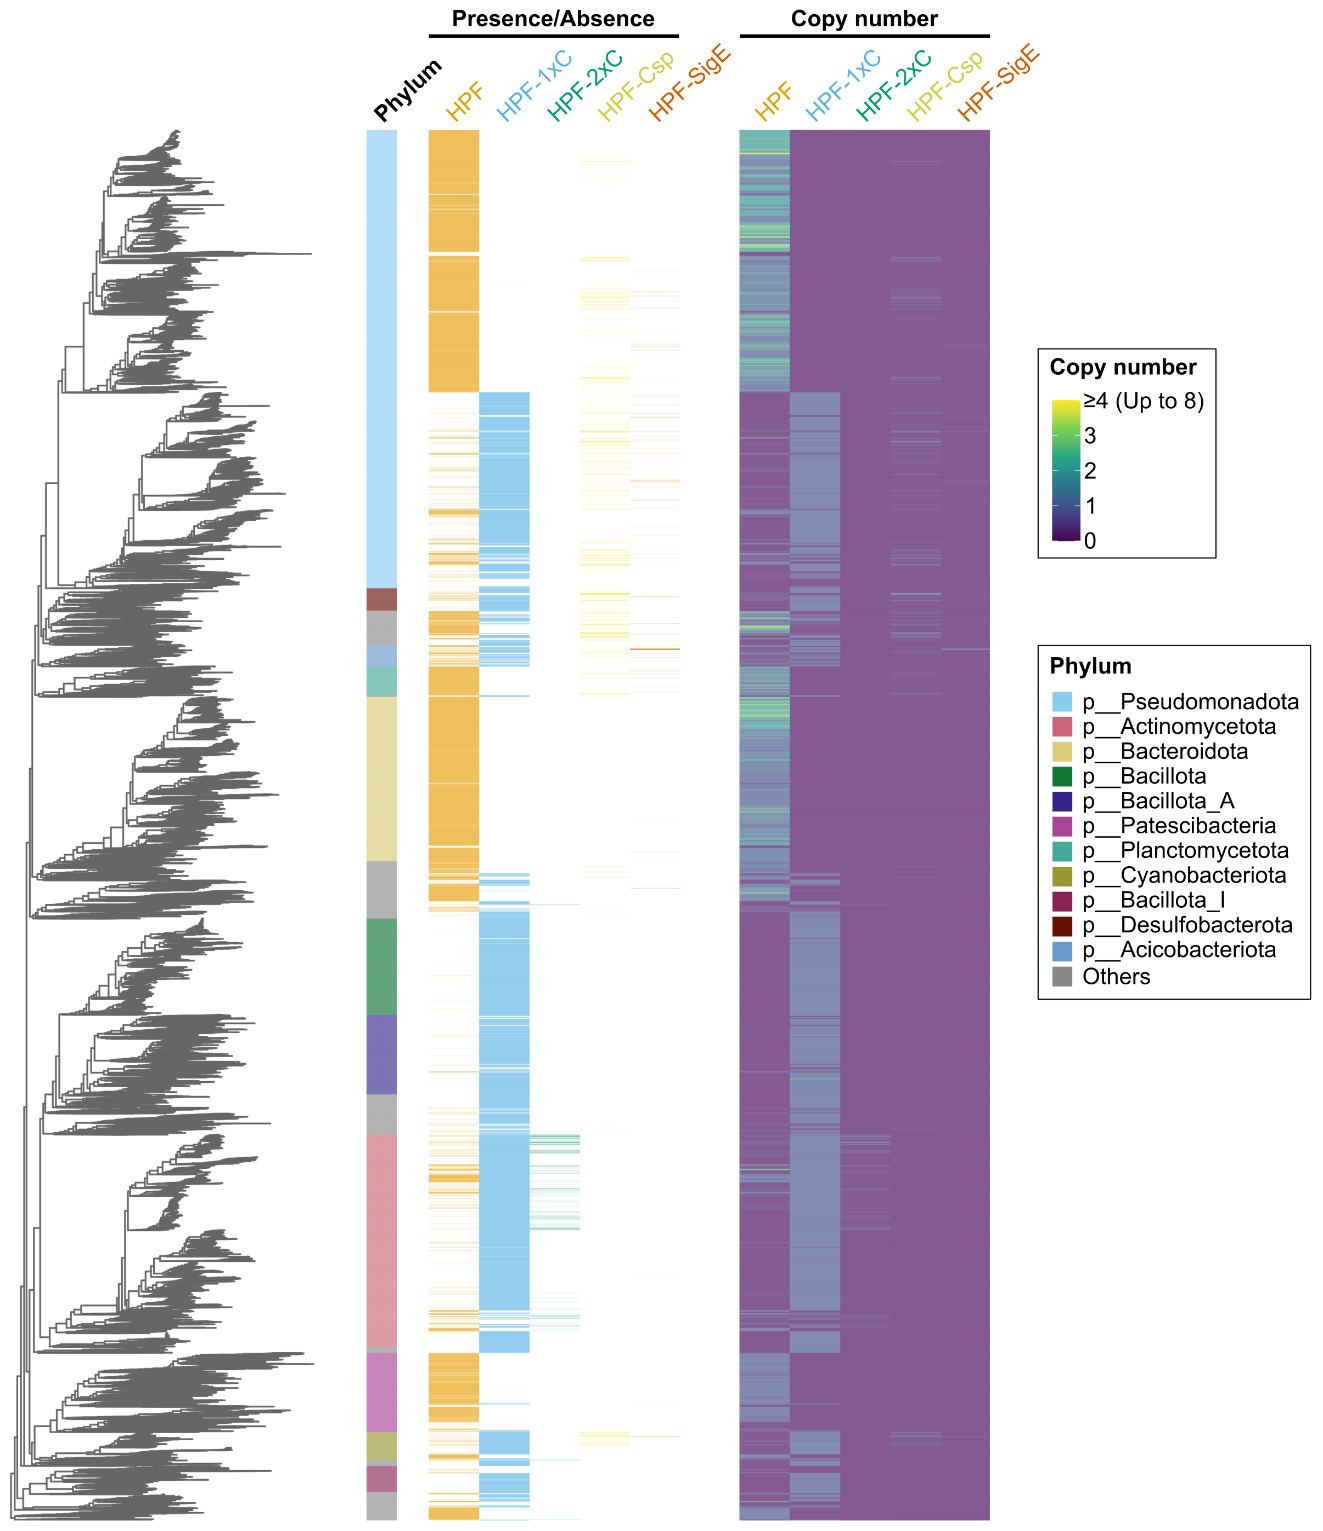 Presence/Absence
Copy number
Phylum
HPF
HPF-1xC
HPF-2xC
HPF-Csp
HPF-SigE
HPF
HPF-1xC
HPF-2xC
HPF-Csp
HPF-SigE
Copy number
≥4 (Up to 8)
3
2
1
0
Phylum
p__Pseudomonadota
p__Actinomycetota
p__Bacteroidota
p__Bacillota
p__Bacillota_A
p__Patescibacteria
p__Planctomycetota
p__Cyanobacteriota
p__Bacillota_I
p__Desulfobacterota
p__Acicobacteriota
Others